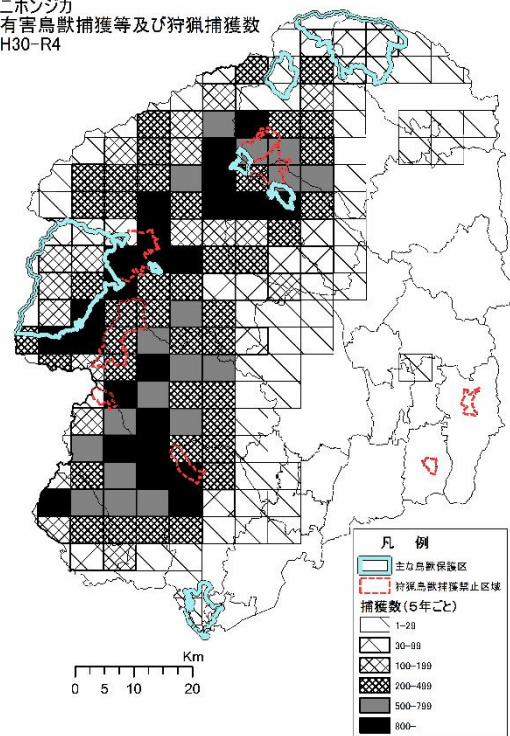 ニホンジカ
有害鳥獣捕獲等及び狩猟捕獲数
H30-R4
Km
0 5 10 20
凡 例
主な鳥獣保護区
狩猟鳥獣捕獲禁止区域
捕獲数(5年ごと)
1-29
30-99
100-199
200-499
500-799
800-